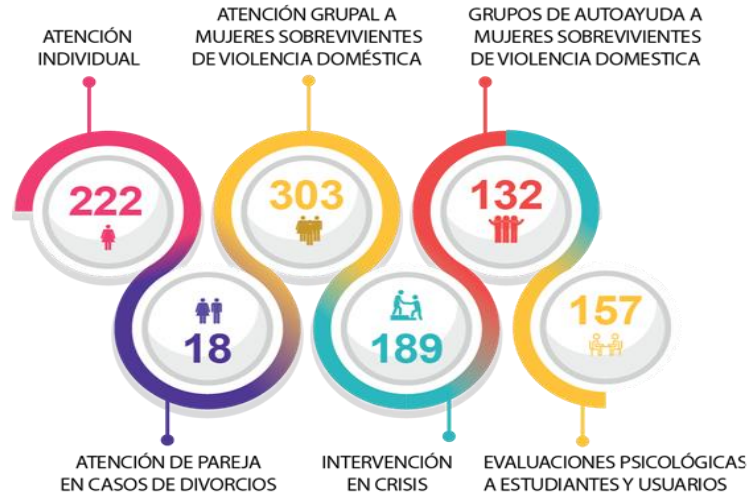 ATENCIÓN
INDIVIDUAL
222
ATENCIÓN GRUPAL A
MUJERES SOBREVIVIENTES
DE VIOLENCIA DOMÉSTICA
303
GRUPOS DE AUTOAYUDA A
MUJERES SOBREVIVIENTES
DE VIOLENCIA DOMESTICA
132
18
ATENCIÓN DE PAREJA
EN CASOS DE DIVORCIOS
189
INTERVENCIÓN
EN CRISIS
157
EVALUACIONES PSICOLÓGICAS
A ESTUDIANTES Y USUARIOS